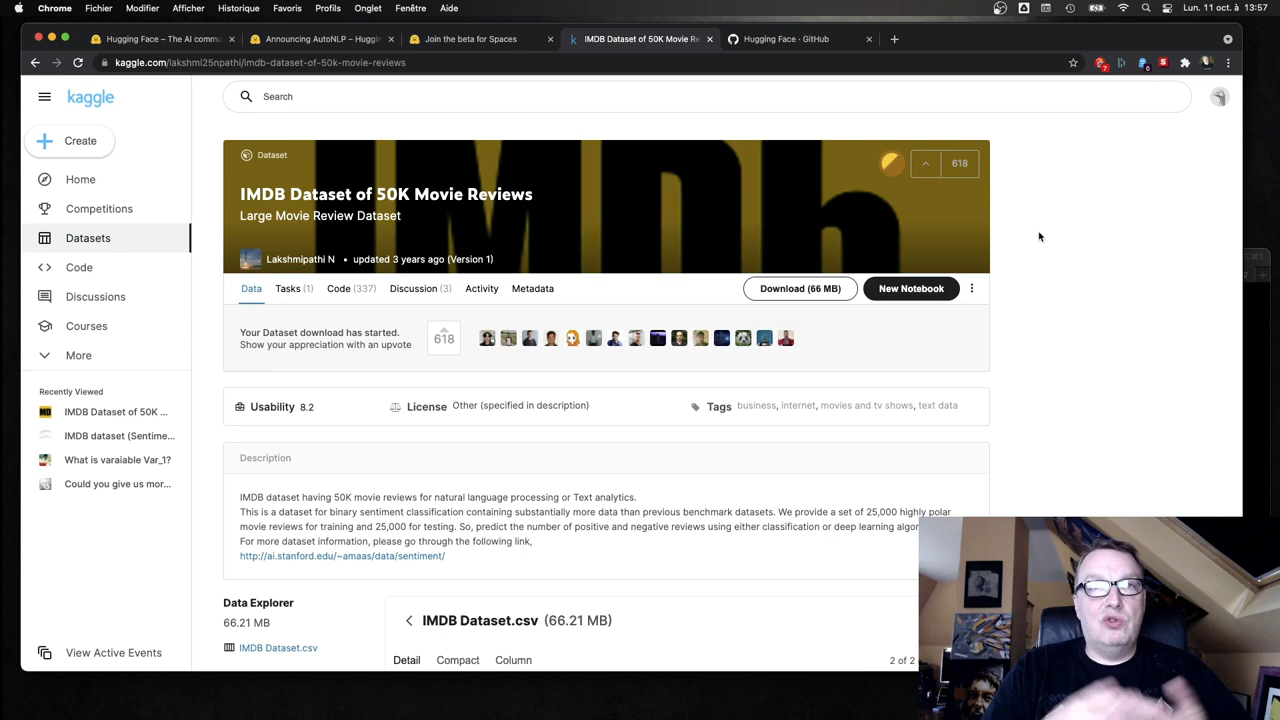 Chrome Fichier Modifier Afficher Historique Favoris Profils Onglet Fenêtre Aide Lun. 11 oct. à 13:57
Hugging Face – The AI commu Announcing AutoNLP – Huggin Join the beta for Spaces IMDB Dataset of 50K Movie Re Hugging Face · GitHub
kaggle.com/lakshmi25npathi/imdb-dataset-of-50k-movie-reviews
kaggle
Search
Create
Home
Competitions
Datasets
Code
Discussions
Courses
More
Recently Viewed
IMDB Dataset of 50K ...
IMDB dataset (Sentime...
What is varaiable Var_1?
Could you give us mor...
View Active Events
Dataset
618
IMDB Dataset of 50K Movie Reviews
Large Movie Review Dataset
Lakshmipathi N • updated 3 years ago (Version 1)
Data Tasks (1) Code (337) Discussion (3) Activity Metadata Download (66 MB) New Notebook
Your Dataset download has started.
Show your appreciation with an upvote
618
Usability 8.2 License Other (specified in description) Tags business, internet, movies and tv shows, text data
Description
IMDB dataset having 50K movie reviews for natural language processing or Text analytics.
This is a dataset for binary sentiment classification containing substantially more data than previous benchmark datasets. We provide a set of 25,000 highly polar
movie reviews for training and 25,000 for testing. So, predict the number of positive and negative reviews using either classification or deep learning algor
For more dataset information, please go through the following link,
http://ai.stanford.edu/~amaas/data/sentiment/
Data Explorer
66.21 MB
IMDB Dataset.csv
IMDB Dataset.csv (66.21 MB)
Detail Compact Column 2 of 2